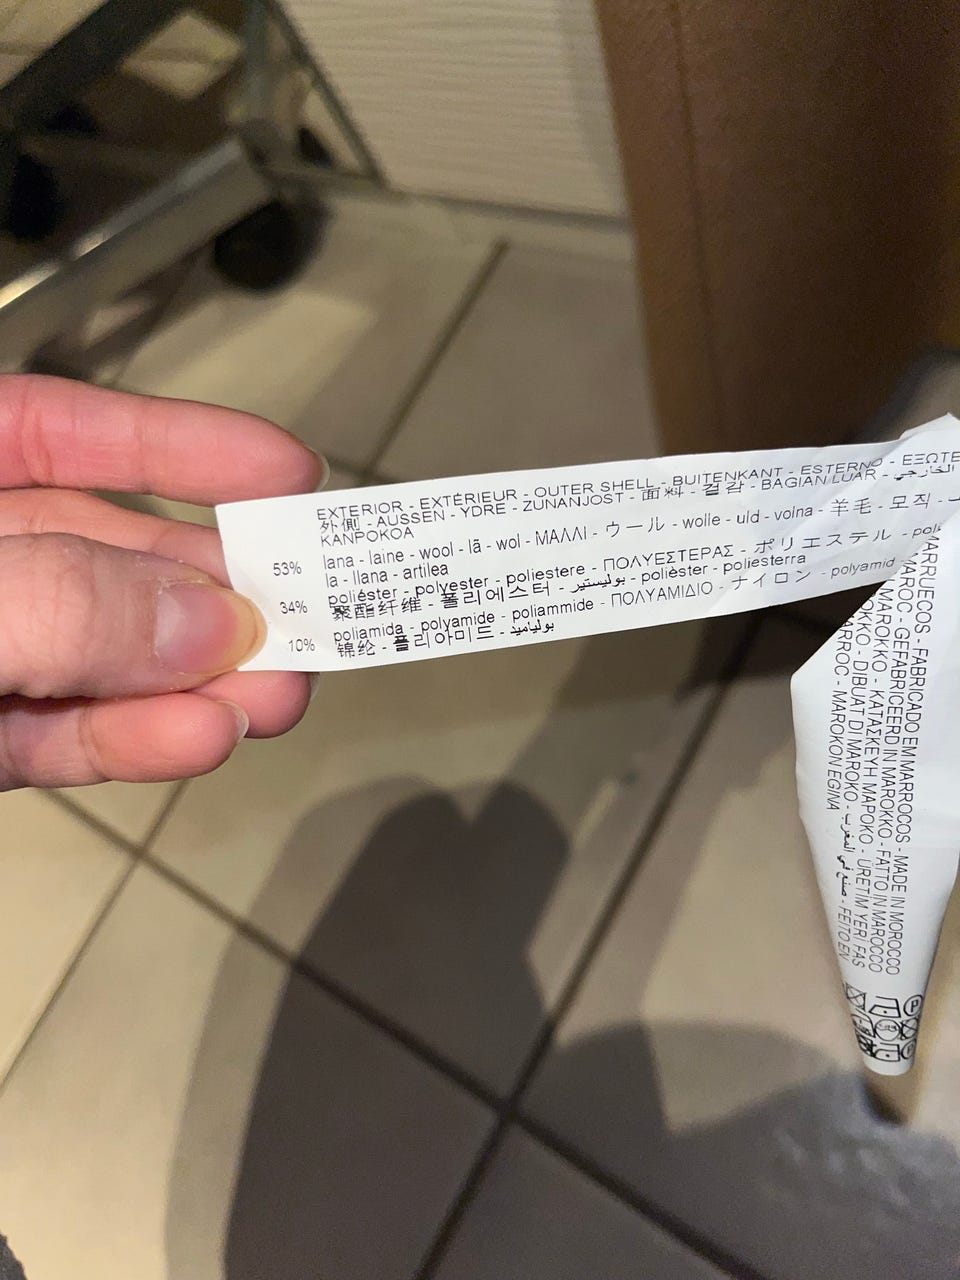 EXTERIOR - EXTÉRIEUR - OUTER SHELL - BUITENKANT - ESTERNO - ΕΞΩΤΕ
外側 - AUSSEN - YDRE - ZUNANJOST - 面料 - 겉감 - BAGIAN LUAR - الخارجي
KANPOKOA
53% lana - laine - wool - lã - wol - ΜΑΛΛΙ - ウール - wolle - uld - volna - 羊毛 - 모직 -
la - llana - artilea
34% poliéster - polyester - poliestere - ΠΟΛΥΕΣΤΕΡΑΣ - ポリエステル -
聚酯纤维 - 폴리에스터 - بوليستير - polièster - poliesterra
10% poliamida - polyamide - poliammide - ΠΟΛΥΑΜΙΔΙΟ - ナイロン - polyamid
锦纶 - 폴리아미드 - بولياميد
MARRUECOS - FABRICADO EM MARROCOS - MADE IN MOROCCO
MAROC - GEFABRICEERD IN MAROKKO - FATTO IN MAROCCO
MAROKKO - ΚΑΤΑΣΚΕΥΗ ΜΑΡΟΚΟ - ÜRETİM YERİ FAS
DIBUAT DI MAROKO - صنع في المغرب - FEITO EN
MARROC - MAROKON EGINA
P